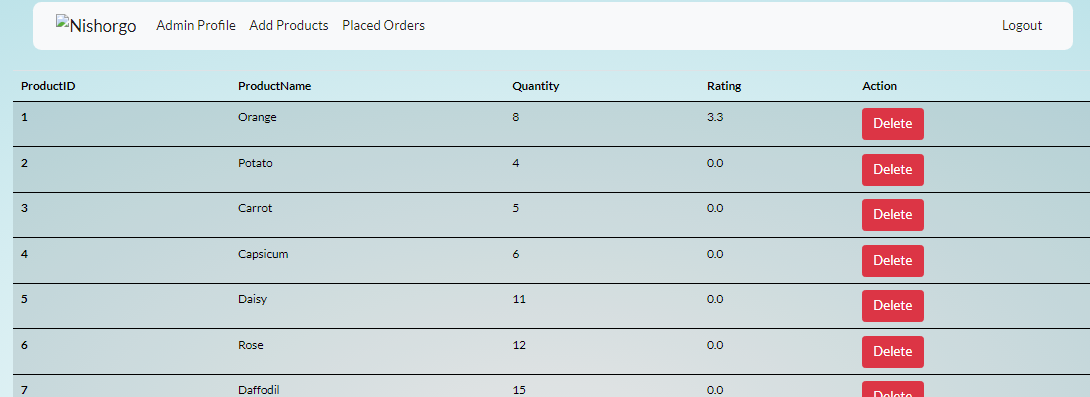 Nishorgo Admin Profile Add Products Placed Orders Logout
ProductID ProductName Quantity Rating Action
1 Orange 8 3.3 Delete
2 Potato 4 0.0 Delete
3 Carrot 5 0.0 Delete
4 Capsicum 6 0.0 Delete
5 Daisy 11 0.0 Delete
6 Rose 12 0.0 Delete
7 Daffodil 15 0.0 Delete